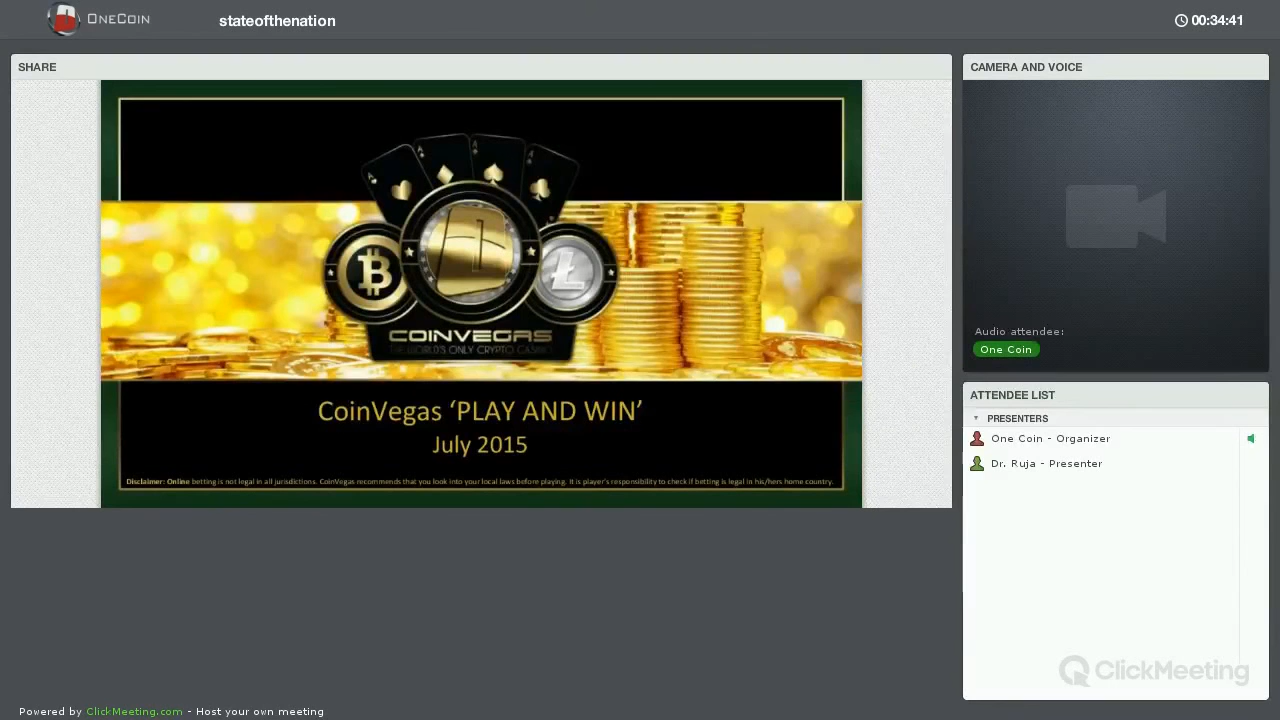 ONECOIN
stateofthenation
00:34:41
SHARE
COINVEGAS
THE WORLD'S ONLY CRYPTO CASINO
CoinVegas ‘PLAY AND WIN’
July 2015
Disclaimer: Online betting is not legal in all jurisdictions. CoinVegas recommends that you look into your local laws before playing. It is player's responsibility to check if betting is legal in his/hers home country.
CAMERA AND VOICE
Audio attendee:
One Coin
ATTENDEE LIST
PRESENTERS
One Coin - Organizer
Dr. Ruja - Presenter
ClickMeeting
Powered by ClickMeeting.com - Host your own meeting